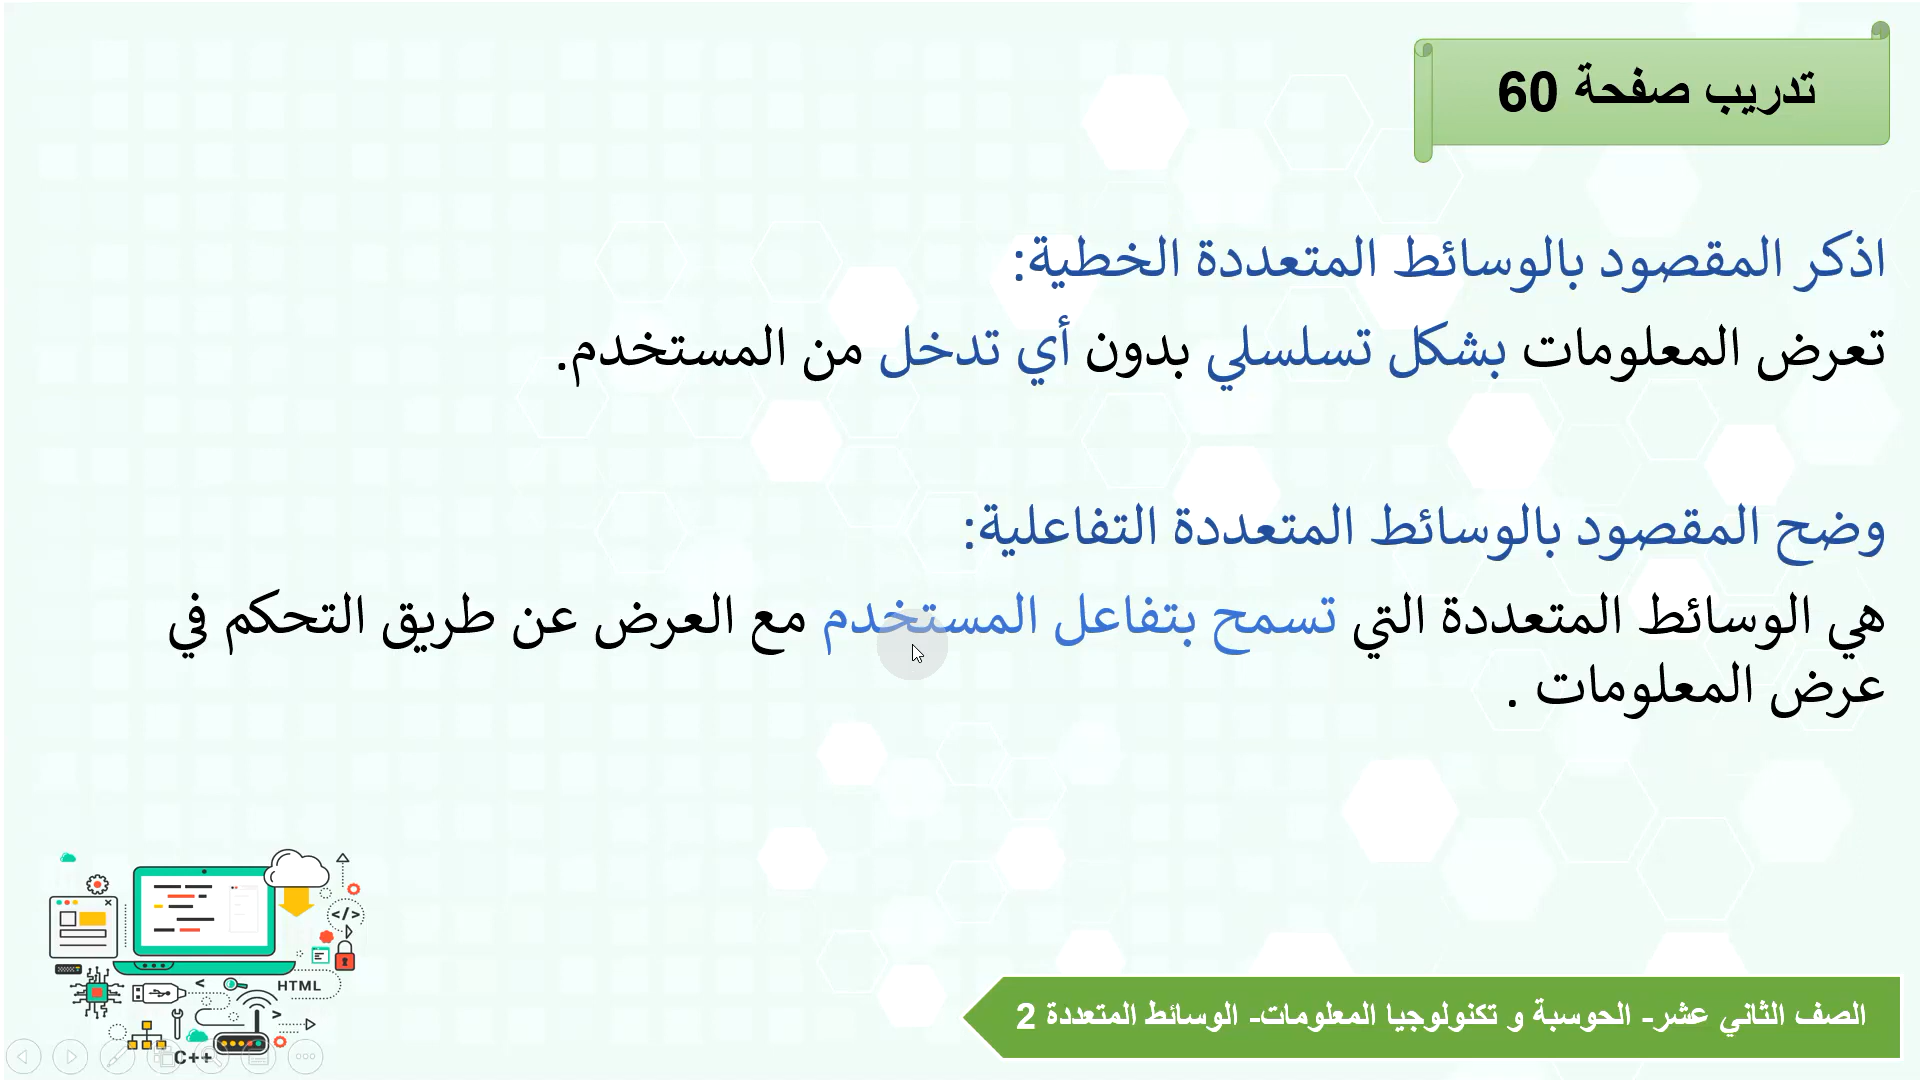 تدريب صفحة 60
اذكر المقصود بالوسائط المتعددة الخطية:
تعرض المعلومات بشكل تسلسلي بدون أي تدخل من المستخدم.
وضح المقصود بالوسائط المتعددة التفاعلية:
هي الوسائط المتعددة التي تسمح بتفاعل المستخدم مع العرض عن طريق التحكم في
عرض المعلومات .
</>
HTML
C++
الصف الثاني عشر- الحوسبة و تكنولوجيا المعلومات- الوسائط المتعددة 2